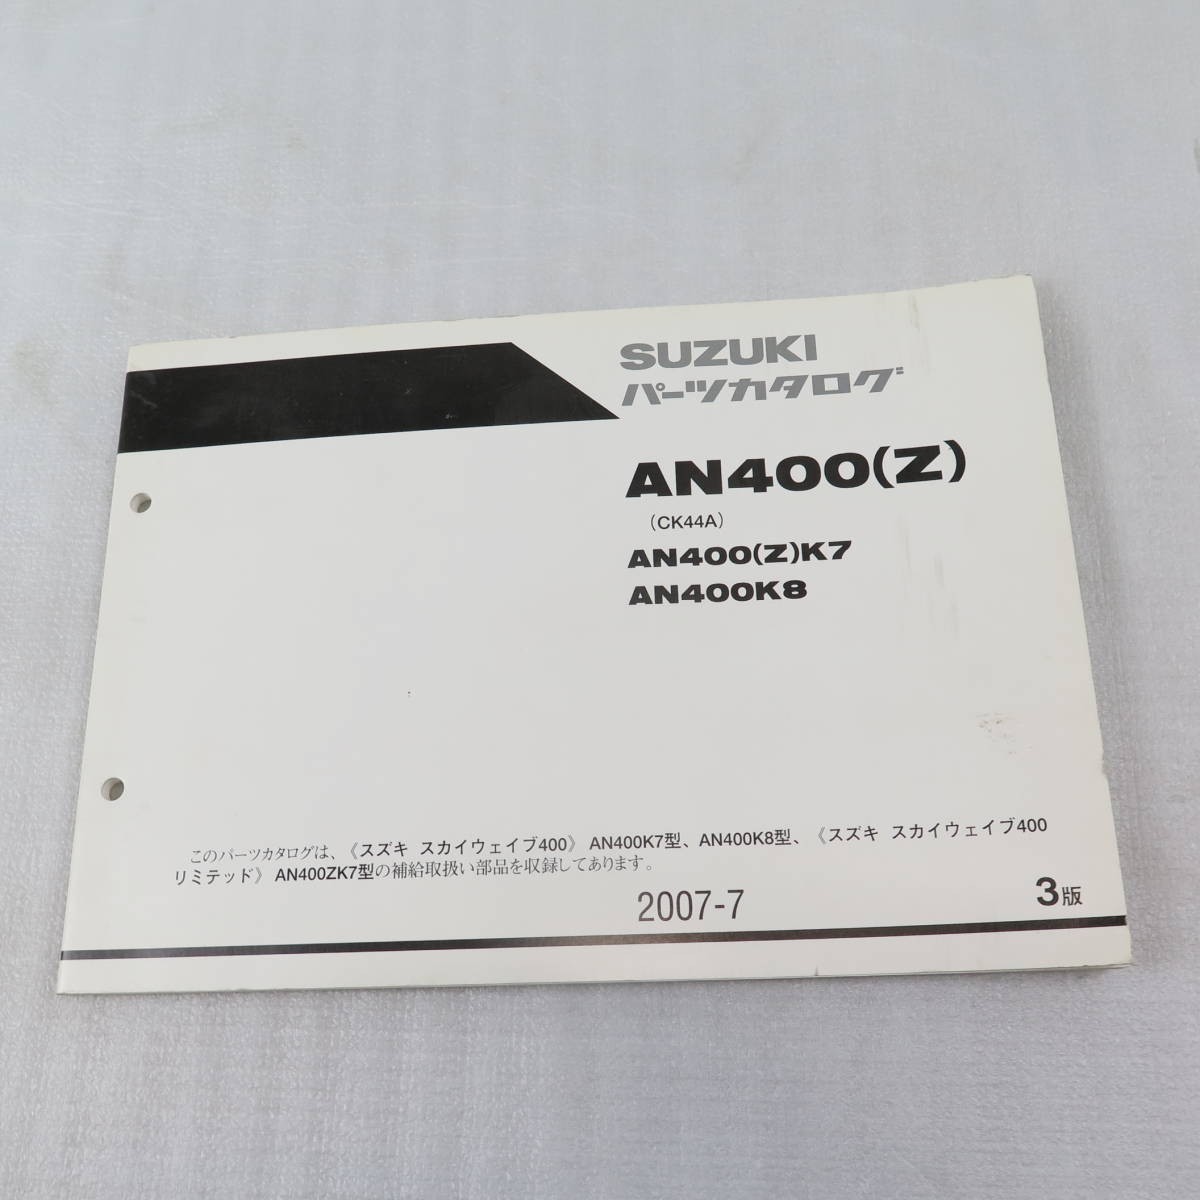 SUZUKI
パーツカタログ
AN400(Z)
(CK44A)
AN400(Z)K7
AN400K8
このパーツカタログは、《スズキ スカイウェイブ400》 AN400K7型、AN400K8型、《スズキ スカイウェイブ400
リミテッド》 AN400ZK7型の補給取扱い部品を収録してあります。
2007-7
3版